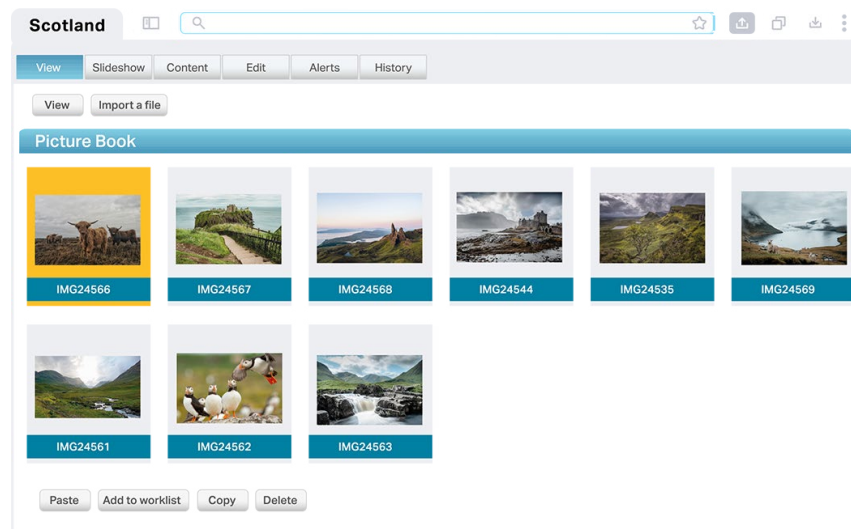 Scotland
View Slideshow Content Edit Alerts History
View Import a file
Picture Book
IMG24566 IMG24567 IMG24568 IMG24544 IMG24535 IMG24569
IMG24561 IMG24562 IMG24563
Paste Add to worklist Copy Delete